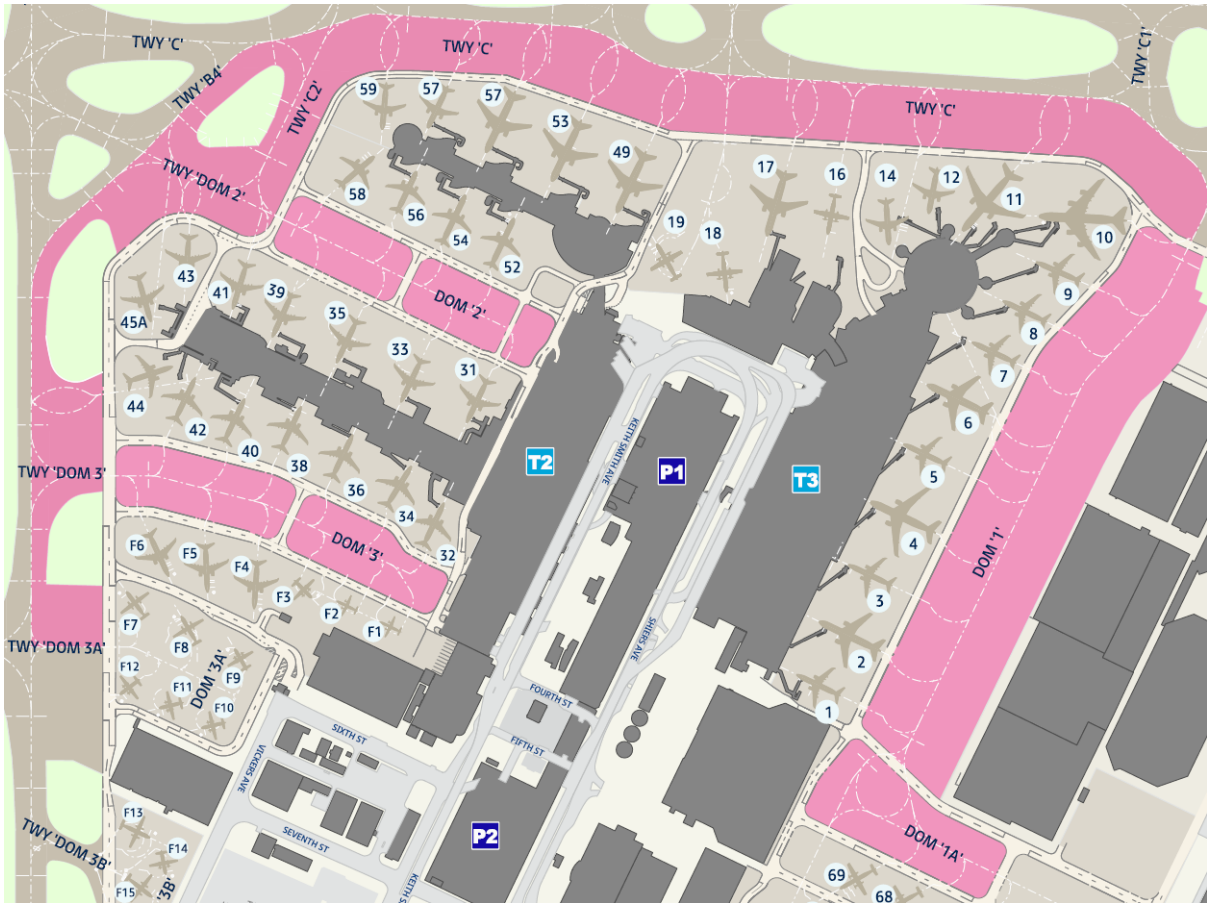 TWY 'C'
TWY 'C'
TWY 'C1'
TWY 'B4'
TWY 'C2'
TWY 'C'
59
57
57
53
49
17
16
14
12
11
10
58
56
54
52
19
18
9
8
7
6
5
4
3
2
1
TWY 'DOM 2'
43
41
39
35
33
31
45A
DOM '2'
44
42
40
38
36
34
32
T2
P1
T3
KEITH SMITH AVE
SHIERS AVE
DOM '1'
TWY 'DOM 3'
DOM '3'
F6
F5
F4
F3
F2
F1
TWY 'DOM 3A'
F7
F8
F9
F12
F11
F10
DOM '3A'
FOURTH ST
FIFTH ST
SIXTH ST
VICKERS AVE
SEVENTH ST
P2
DOM '1A'
TWY 'DOM 3B'
F13
F14
F15
'3B'
KEITH S
69
68